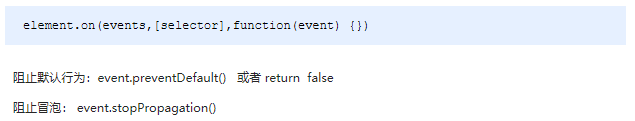 element.on(events,[selector],function(event) {})
阻止默认行为：event.preventDefault()  或者 return  false
阻止冒泡： event.stopPropagation()